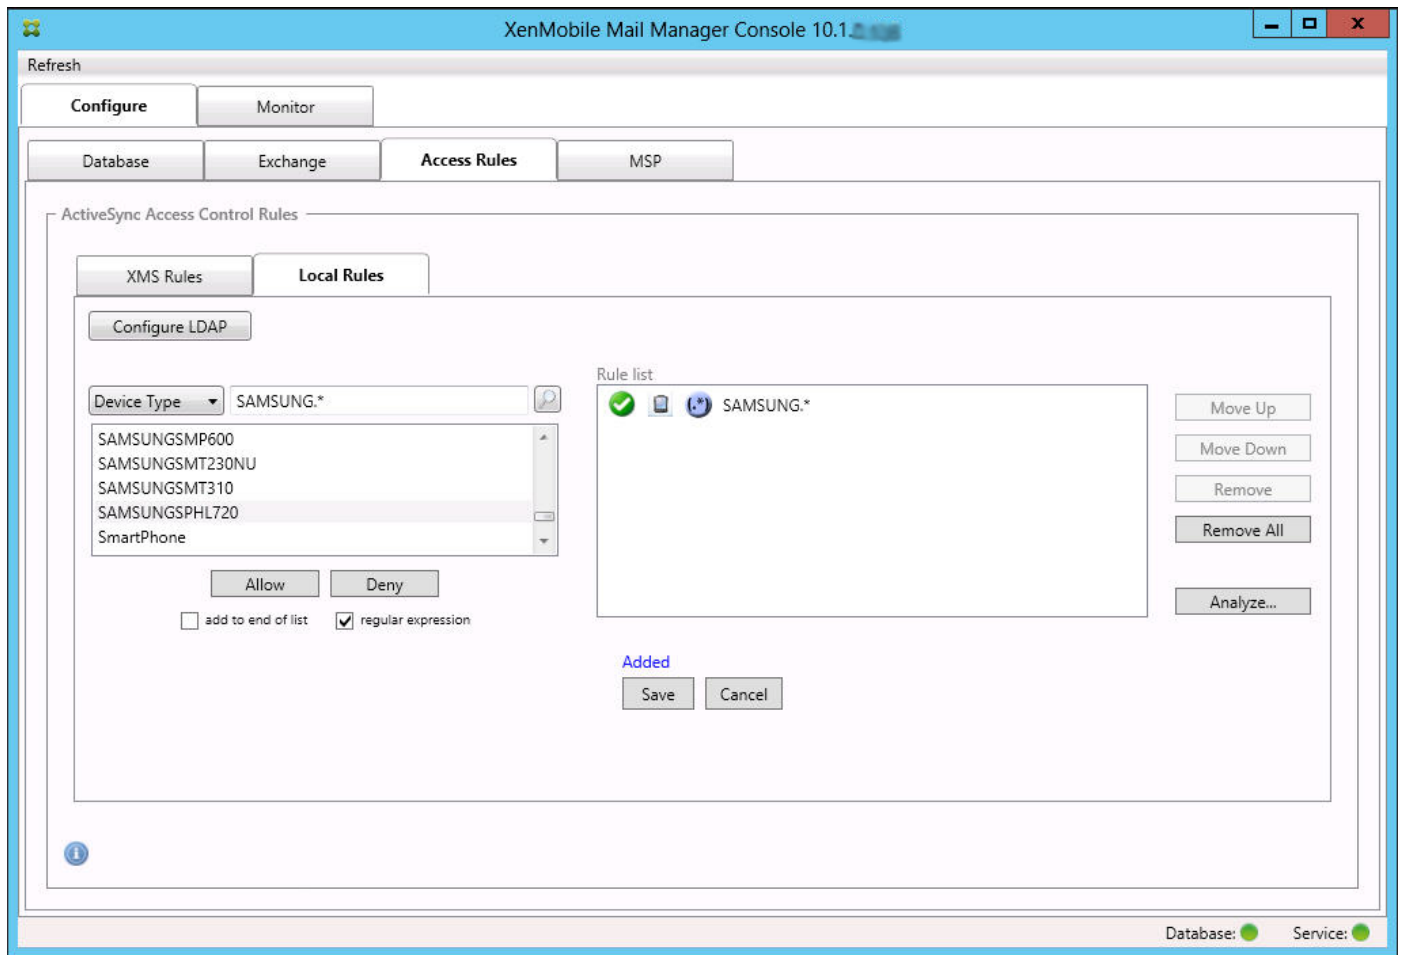 XenMobile Mail Manager Console 10.1.
Refresh
Configure
Monitor
Database
Exchange
Access Rules
MSP
ActiveSync Access Control Rules
XMS Rules
Local Rules
Configure LDAP
Device Type
SAMSUNG.*
SAMSUNGSMP600
SAMSUNGSMT230NU
SAMSUNGSMT310
SAMSUNGSPHL720
SmartPhone
Allow
Deny
add to end of list
regular expression
Rule list
(.*) SAMSUNG.*
Move Up
Move Down
Remove
Remove All
Analyze...
Added
Save
Cancel
Database:
Service: